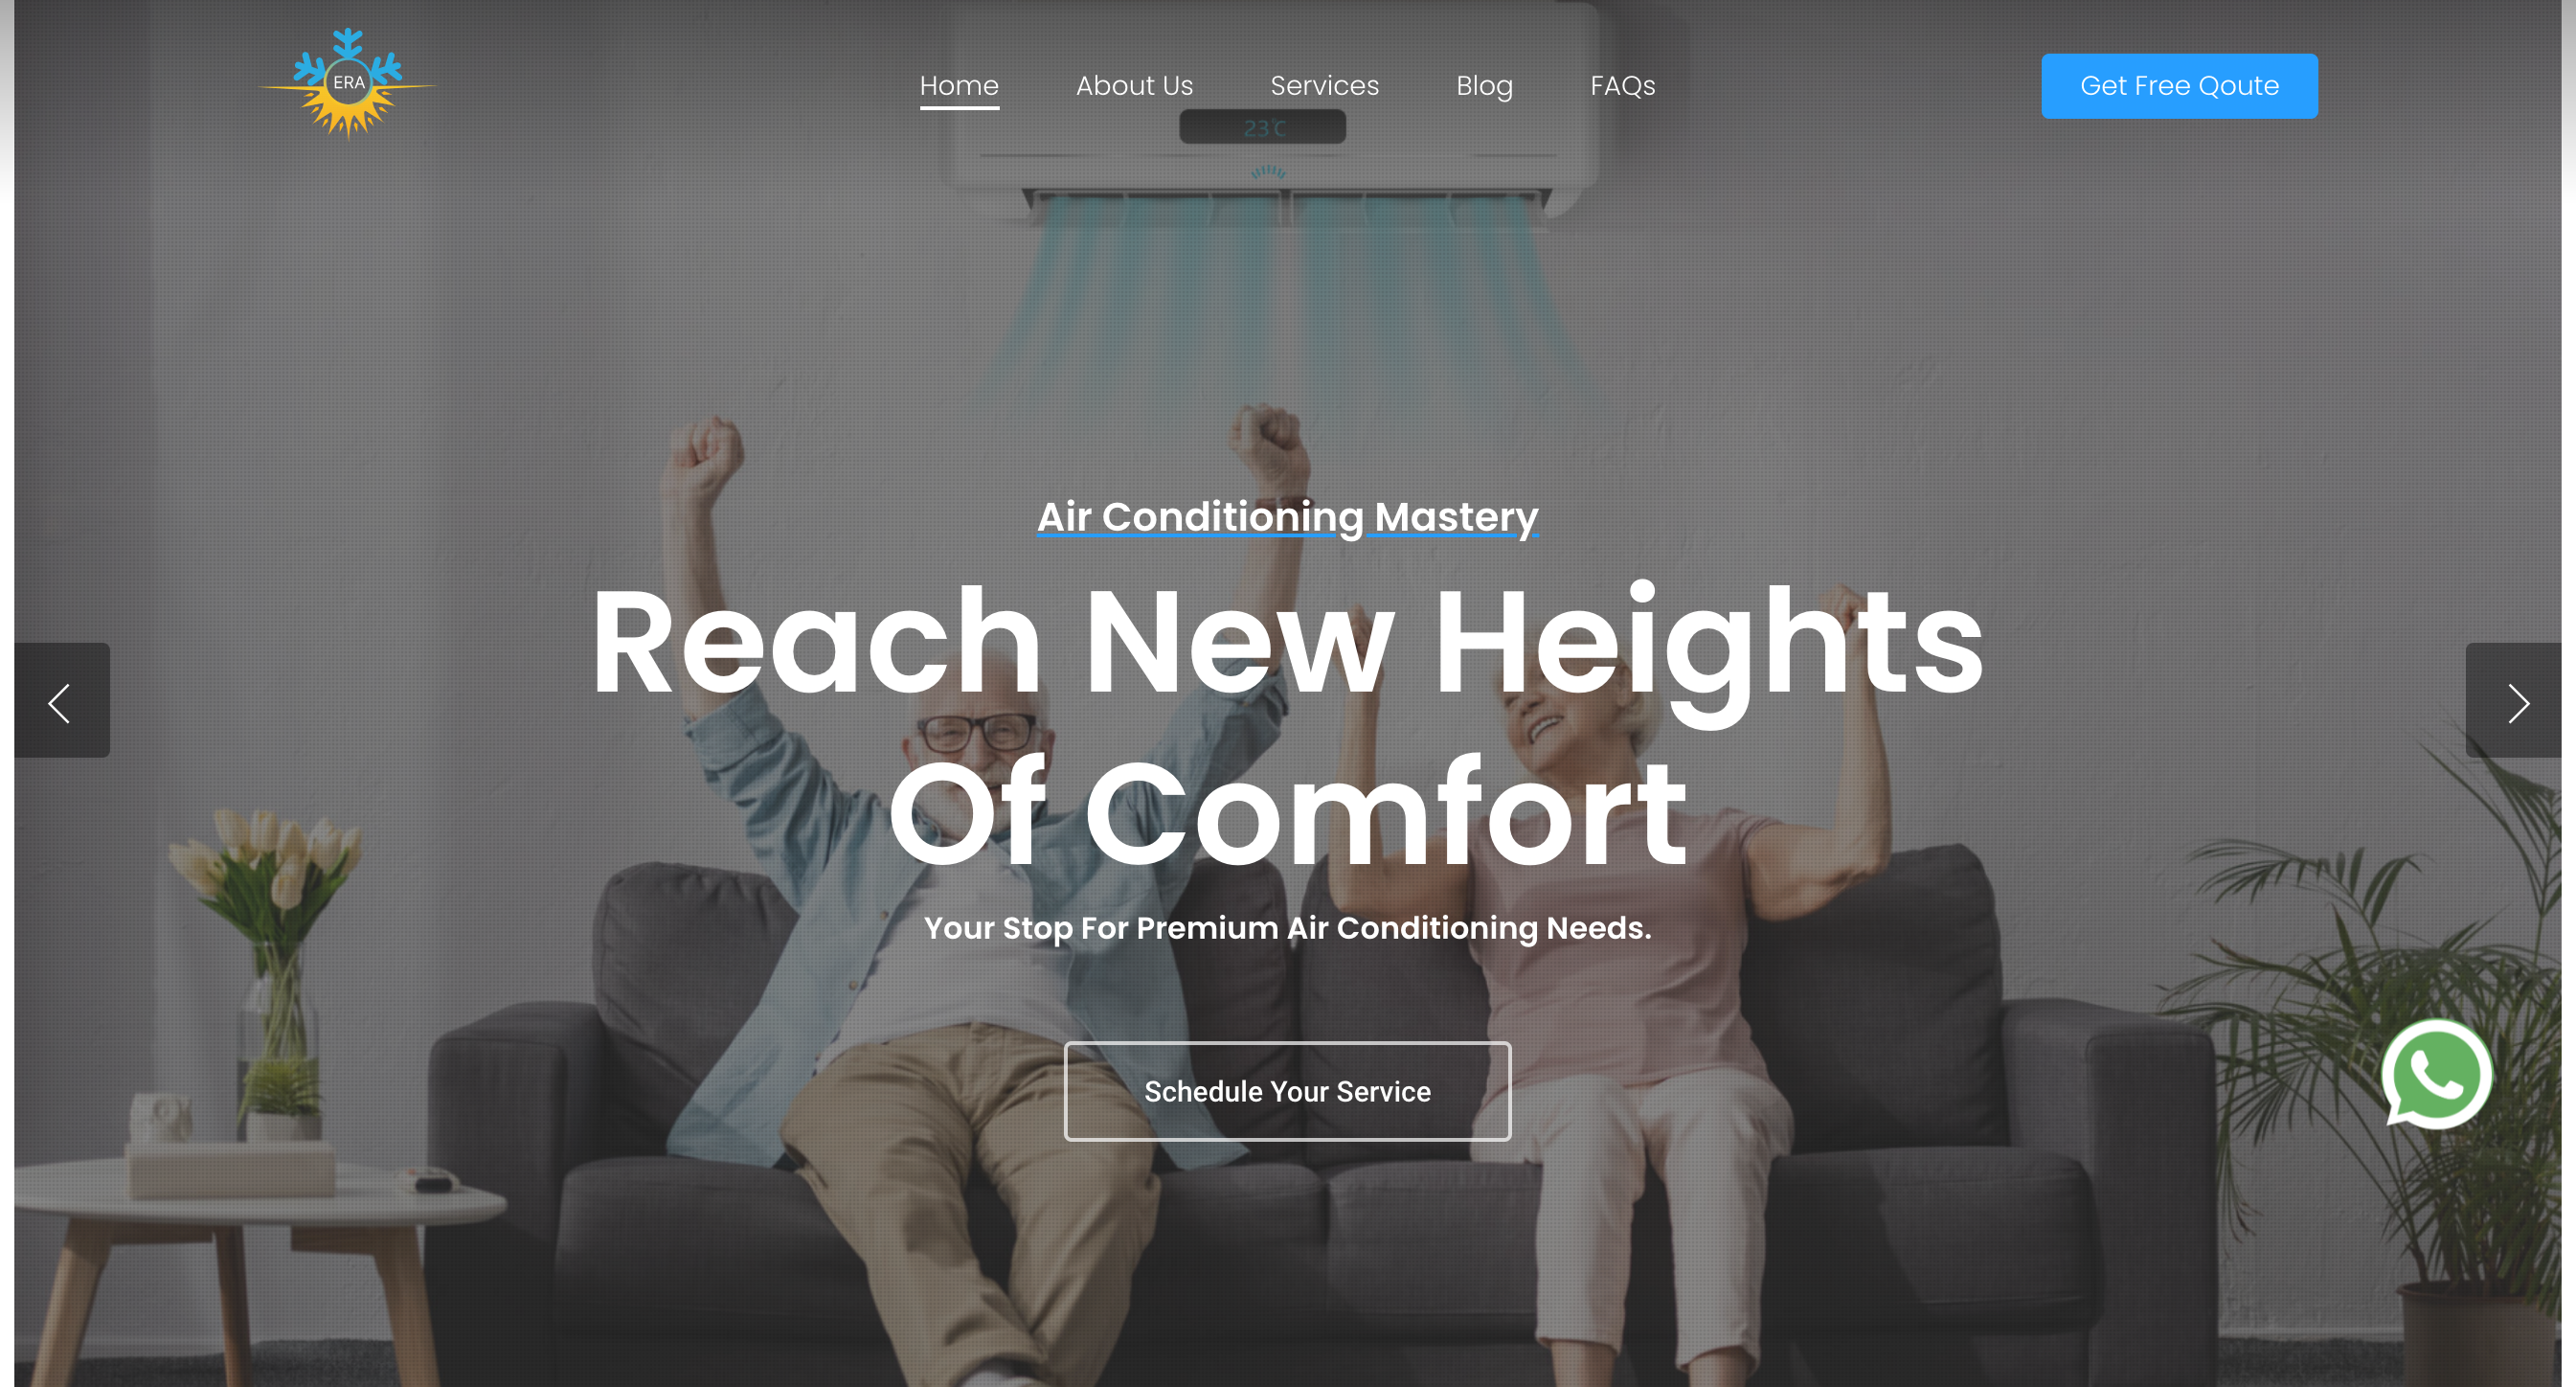 ERA
Home
About Us
Services
Blog
FAQs
Get Free Qoute
23°C
Air Conditioning Mastery
Reach New Heights
Of Comfort
Your Stop For Premium Air Conditioning Needs.
Schedule Your Service